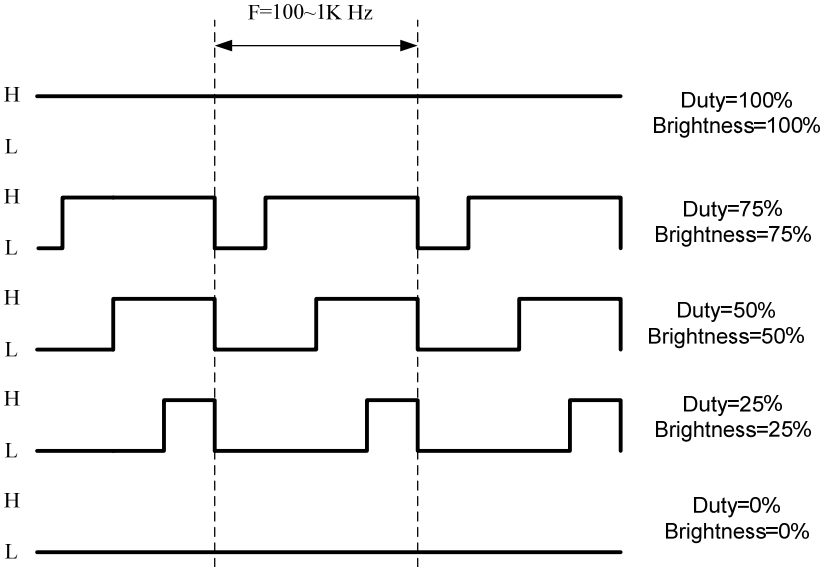 F=100~1K Hz
H
Duty=100%
Brightness=100%
L
H
Duty=75%
Brightness=75%
L
H
Duty=50%
Brightness=50%
L
H
Duty=25%
Brightness=25%
L
H
Duty=0%
Brightness=0%
L